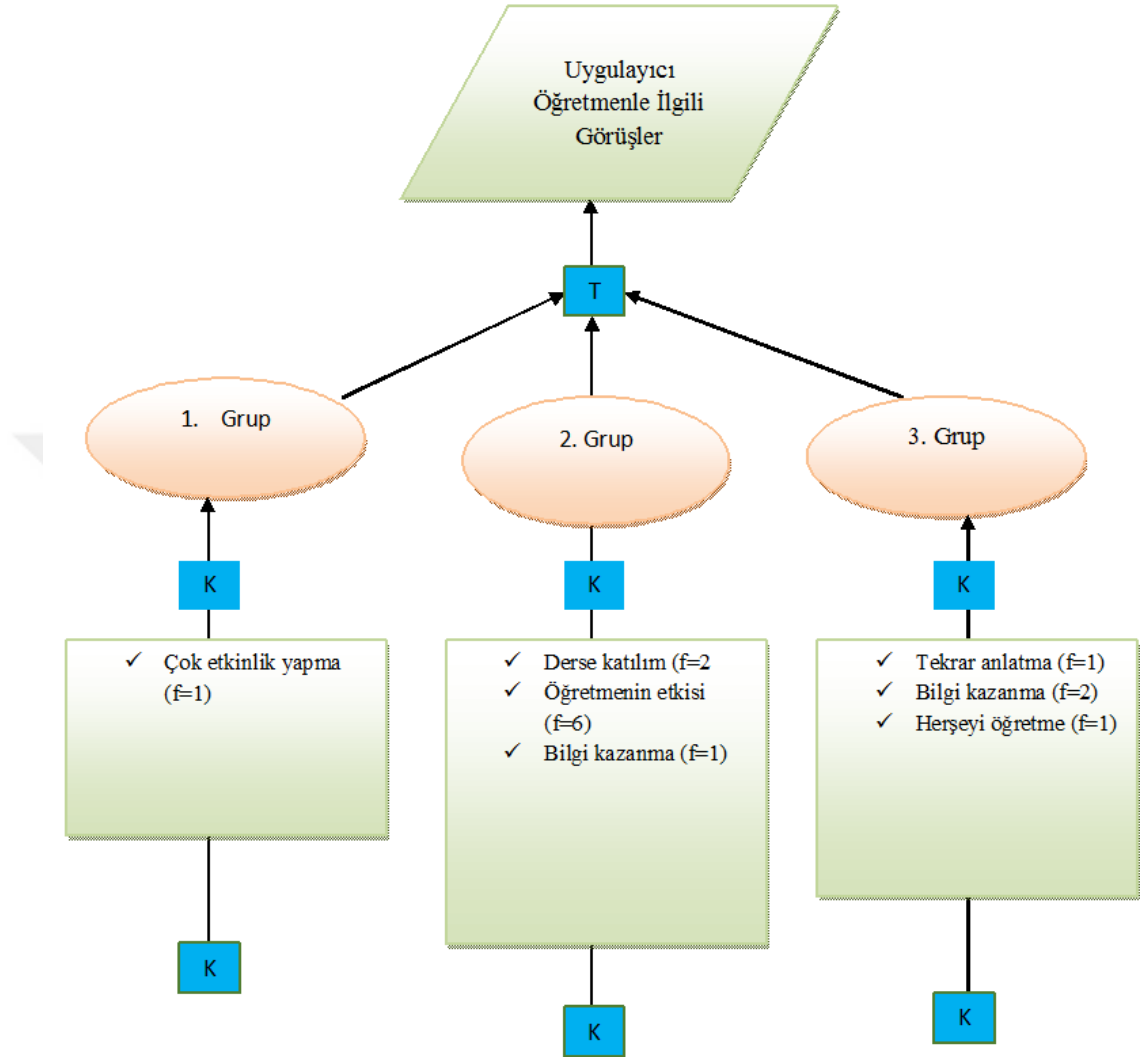 Uygulayıcı
Öğretmenle İlgili
Görüşler
T
1. Grup
2. Grup
3. Grup
K
K
K
✓ Çok etkinlik yapma
(f=1)
✓ Derse katılım (f=2
✓ Öğretmenin etkisi
(f=6)
✓ Bilgi kazanma (f=1)
✓ Tekrar anlatma (f=1)
✓ Bilgi kazanma (f=2)
✓ Herşeyi öğretme (f=1)
K
K
K